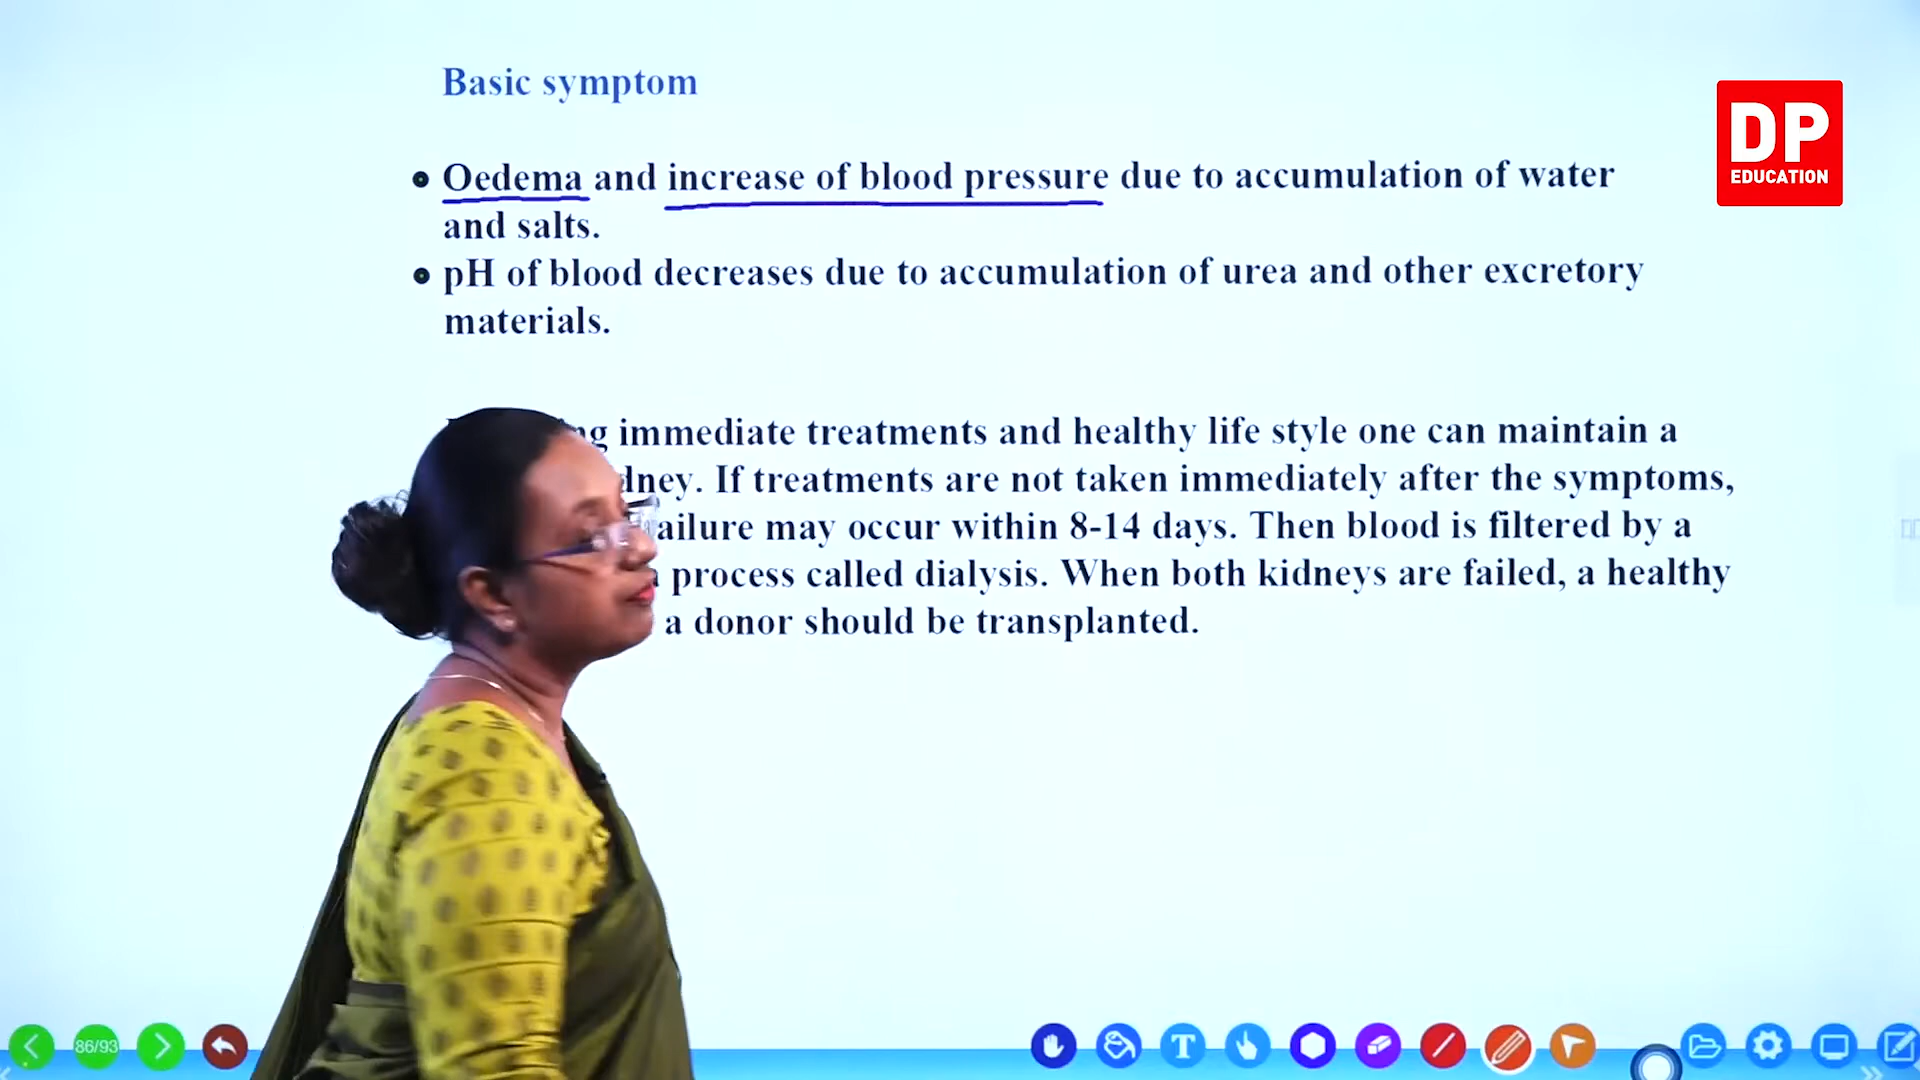 Basic symptom
DP
EDUCATION
Oedema and increase of blood pressure due to accumulation of water
and salts.
pH of blood decreases due to accumulation of urea and other excretory
materials.
immediate treatments and healthy life style one can maintain a
If treatments are not taken immediately after the symptoms,
may occur within 8-14 days. Then blood is filtered by a
process called dialysis. When both kidneys are failed, a healthy
a donor should be transplanted.
86/93
T